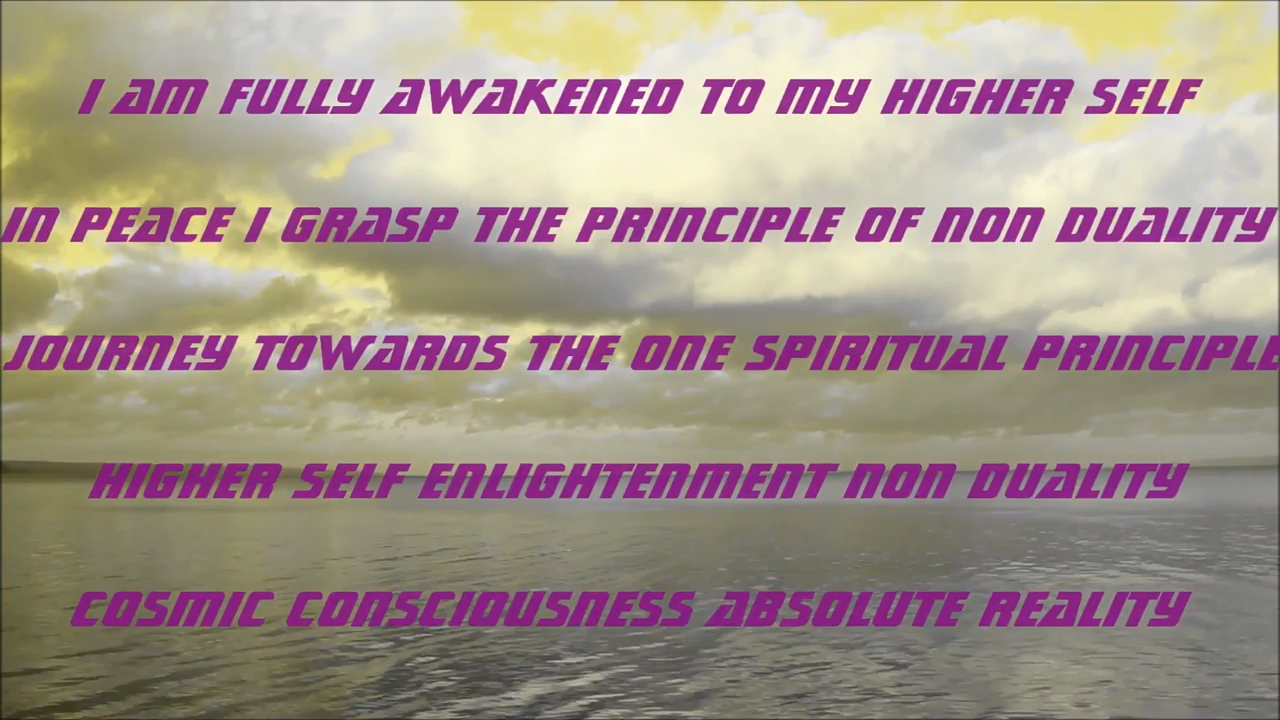 I AM FULLY AWAKENED TO MY HIGHER SELF
IN PEACE I GRASP THE PRINCIPLE OF NON DUALITY
JOURNEY TOWARDS THE ONE SPIRITUAL PRINCIPLE
HIGHER SELF ENLIGHTENMENT NON DUALITY
COSMIC CONSCIOUSNESS ABSOLUTE REALITY